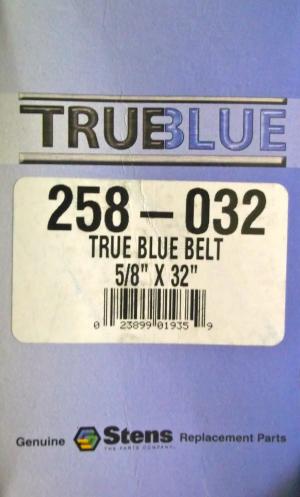 TRUEBLUE
258-032
TRUE BLUE BELT
5/8" X 32"
0 23899 01935 9
Genuine Stens Replacement Parts
THE PARTS COMPANY